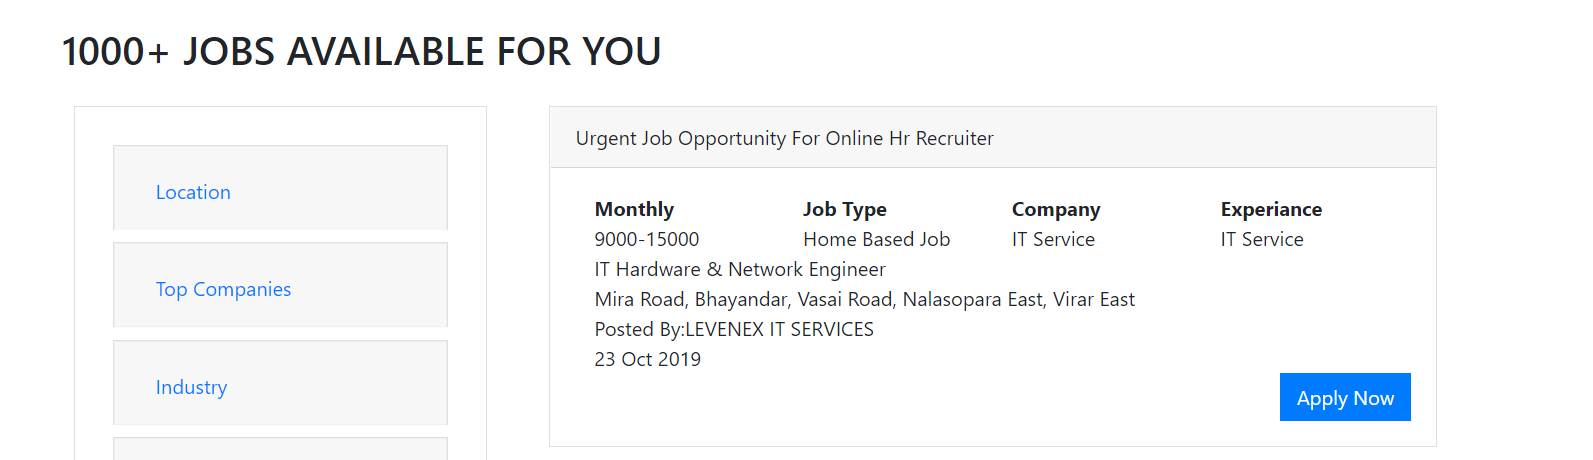 1000+ JOBS AVAILABLE FOR YOU
Location
Top Companies
Industry
Urgent Job Opportunity For Online Hr Recruiter
Monthly Job Type Company Experiance
9000-15000 Home Based Job IT Service IT Service
IT Hardware & Network Engineer
Mira Road, Bhayandar, Vasai Road, Nalasopara East, Virar East
Posted By:LEVENEX IT SERVICES
23 Oct 2019
Apply Now